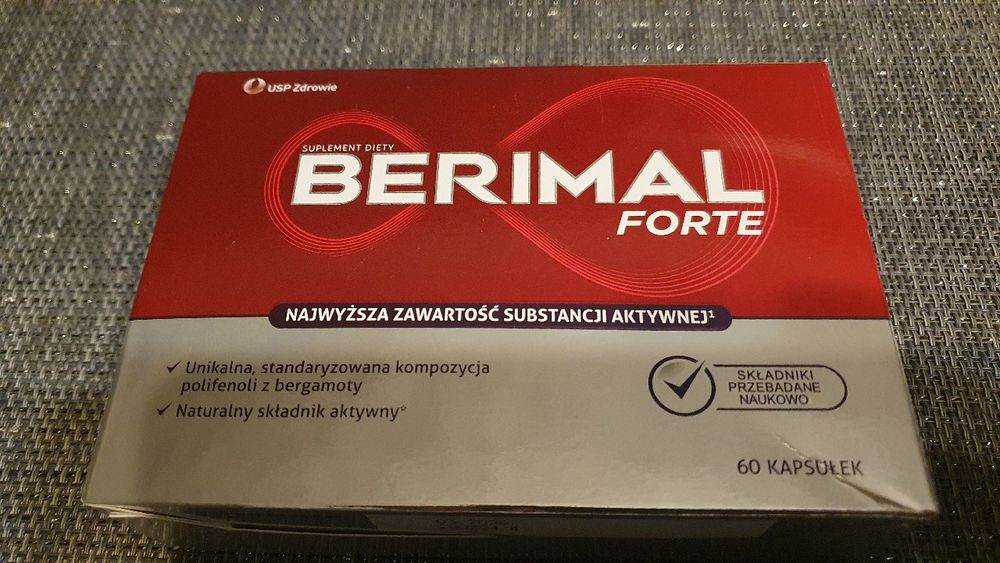 USP Zdrowie
SUPLEMENT DIETY
BERIMAL
FORTE
NAJWYŻSZA ZAWARTOŚĆ SUBSTANCJI AKTYWNEJ¹
Unikalna, standaryzowana kompozycja
polifenoli z bergamoty
Naturalny składnik aktywny*
SKŁADNIKI
PRZEBADANE
NAUKOWO
60 KAPSUŁEK